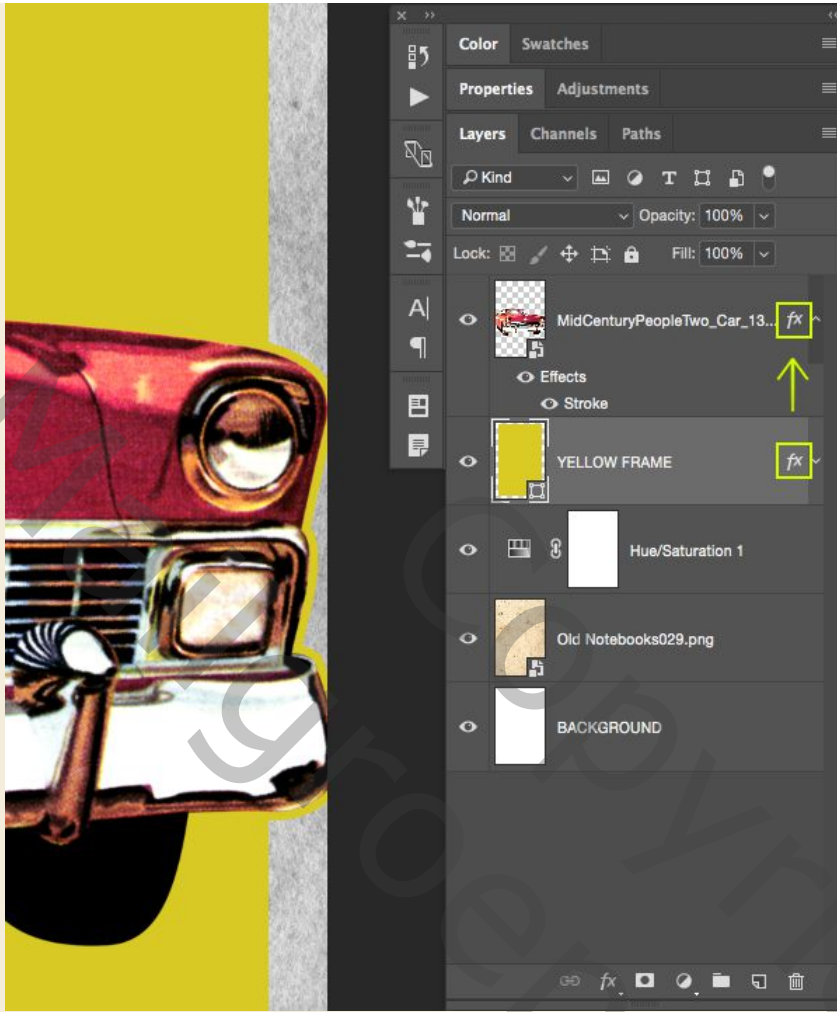 Color Swatches
Properties Adjustments
Layers Channels Paths
Kind
Normal Opacity: 100%
Lock: Fill: 100%
MidCenturyPeopleTwo_Car_13... fx
Effects
Stroke
YELLOW FRAME fx
Hue/Saturation 1
Old Notebooks029.png
BACKGROUND
fx